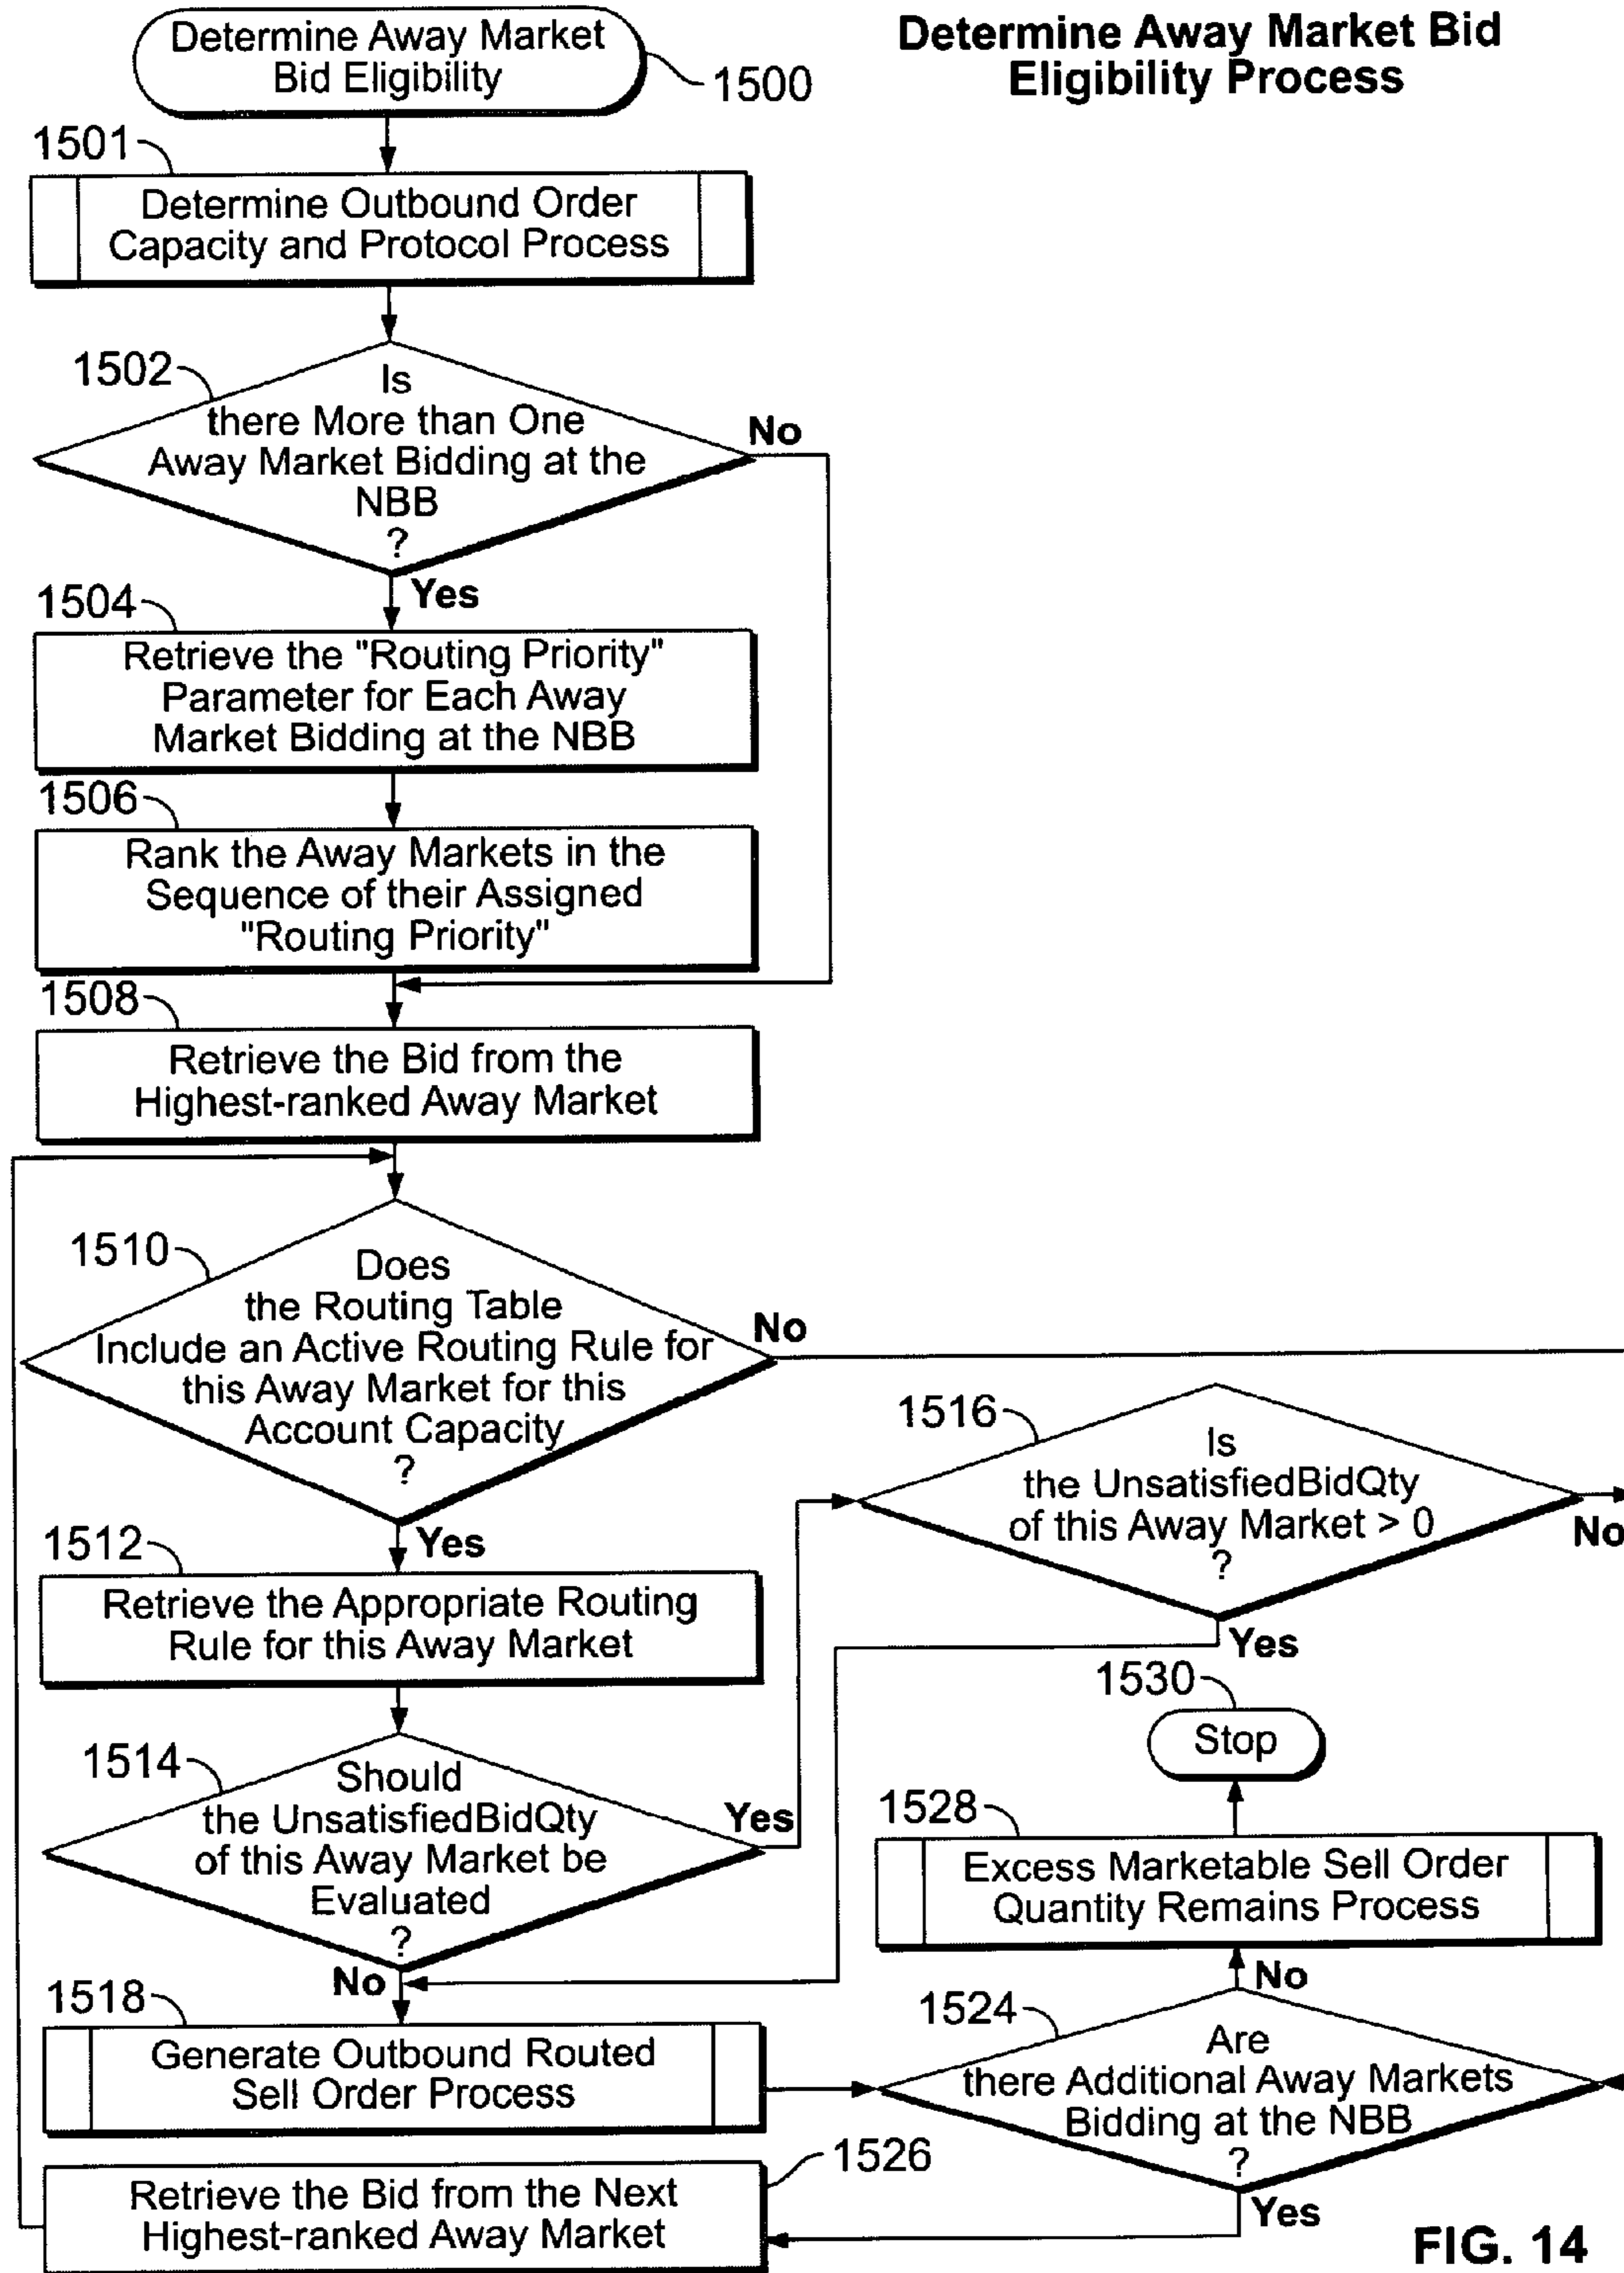 Determine Away Market Bid
Eligibility Process
Determine Away Market
Bid Eligibility
1500
1501
Determine Outbound Order
Capacity and Protocol Process
1502
Is
there More than One
Away Market Bidding at the
NBB
?
No
Yes
1504
Retrieve the "Routing Priority"
Parameter for Each Away
Market Bidding at the NBB
1506
Rank the Away Markets in the
Sequence of their Assigned
"Routing Priority"
1508
Retrieve the Bid from the
Highest-ranked Away Market
1510
Does
the Routing Table
Include an Active Routing Rule for
this Away Market for this
Account Capacity
?
No
Yes
1512
Retrieve the Appropriate Routing
Rule for this Away Market
1514
Should
the UnsatisfiedBidQty
of this Away Market be
Evaluated
?
Yes
No
1516
Is
the UnsatisfiedBidQty
of this Away Market > 0
?
No
Yes
1518
Generate Outbound Routed
Sell Order Process
1530
Stop
1528
Excess Marketable Sell Order
Quantity Remains Process
No
1524
Are
there Additional Away Markets
Bidding at the NBB
?
Yes
1526
Retrieve the Bid from the Next
Highest-ranked Away Market
FIG. 14